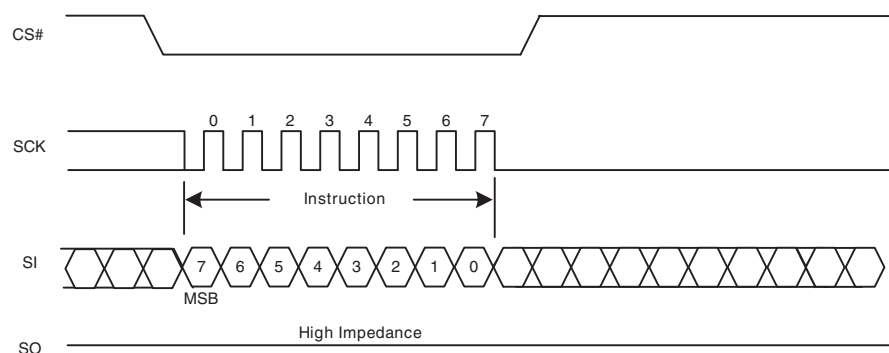 CS#
0 1 2 3 4 5 6 7
SCK
Instruction
SI
7 6 5 4 3 2 1 0
MSB
High Impedance
SO